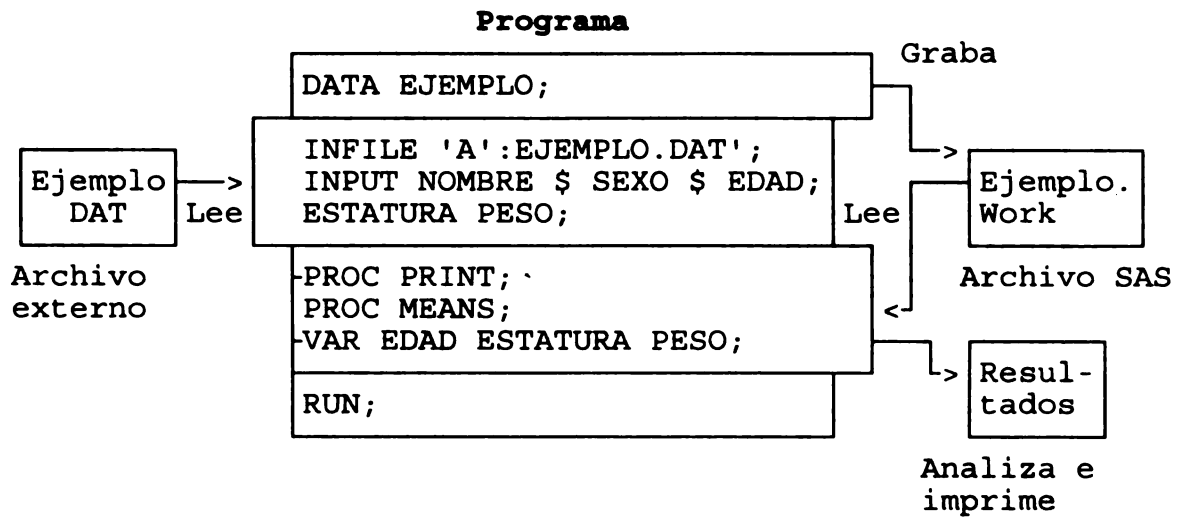 Programa
Graba
DATA EJEMPLO;
INFILE 'A':EJEMPLO.DAT';
INPUT NOMBRE $ SEXO $ EDAD;
ESTATURA PESO;
Ejemplo
DAT
Lee
Lee
Ejemplo.
Work
Archivo
externo
Archivo SAS
PROC PRINT;
PROC MEANS;
VAR EDAD ESTATURA PESO;
RUN;
Resul-
tados
Analiza e
imprime